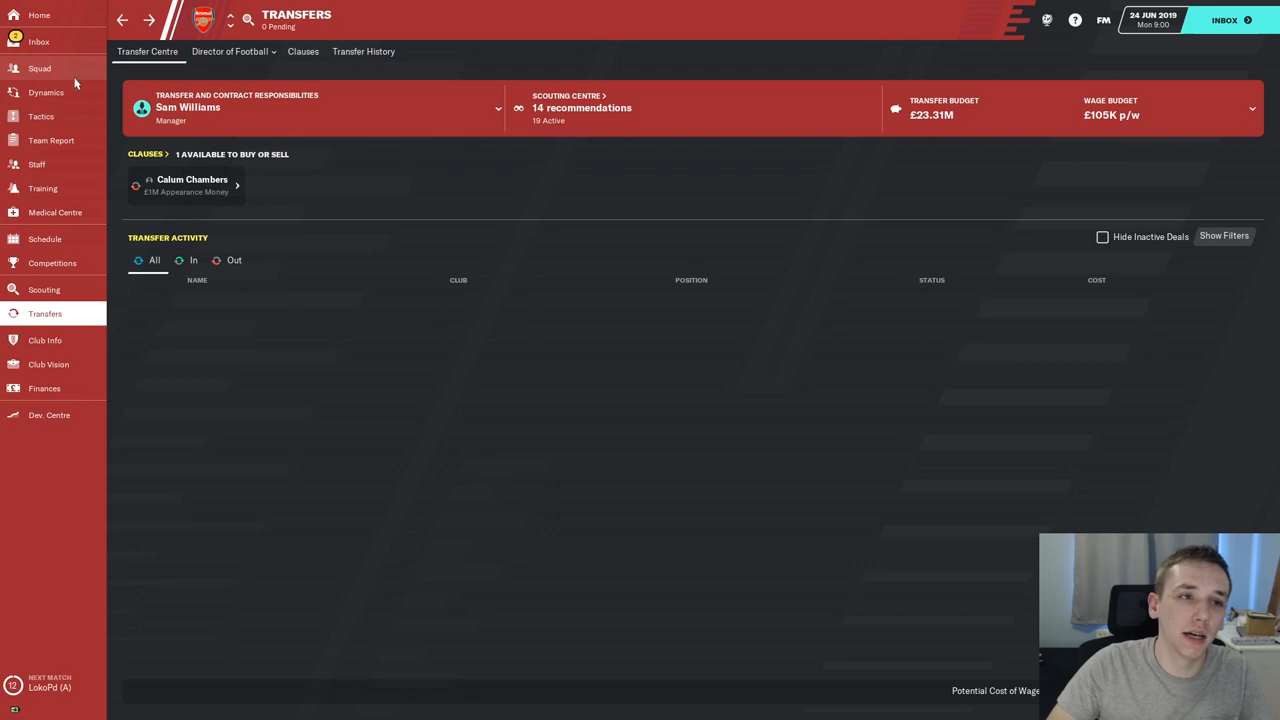 Home
TRANSFERS
0 Pending
FM
24 JUN 2019
Mon 9:00
INBOX
2
Inbox
Squad
Dynamics
Tactics
Team Report
Staff
Training
Medical Centre
Schedule
Competitions
Scouting
Transfers
Club Info
Club Vision
Finances
Dev. Centre
NEXT MATCH
12
LokoPd (A)
Transfer Centre
Director of Football
Clauses
Transfer History
TRANSFER AND CONTRACT RESPONSIBILITIES
Sam Williams
Manager
SCOUTING CENTRE >
14 recommendations
19 Active
TRANSFER BUDGET
£23.31M
WAGE BUDGET
£105K p/w
CLAUSES > 1 AVAILABLE TO BUY OR SELL
Calum Chambers
£1M Appearance Money
TRANSFER ACTIVITY
Hide Inactive Deals
Show Filters
All In Out
NAME CLUB POSITION STATUS COST
Potential Cost of Wage